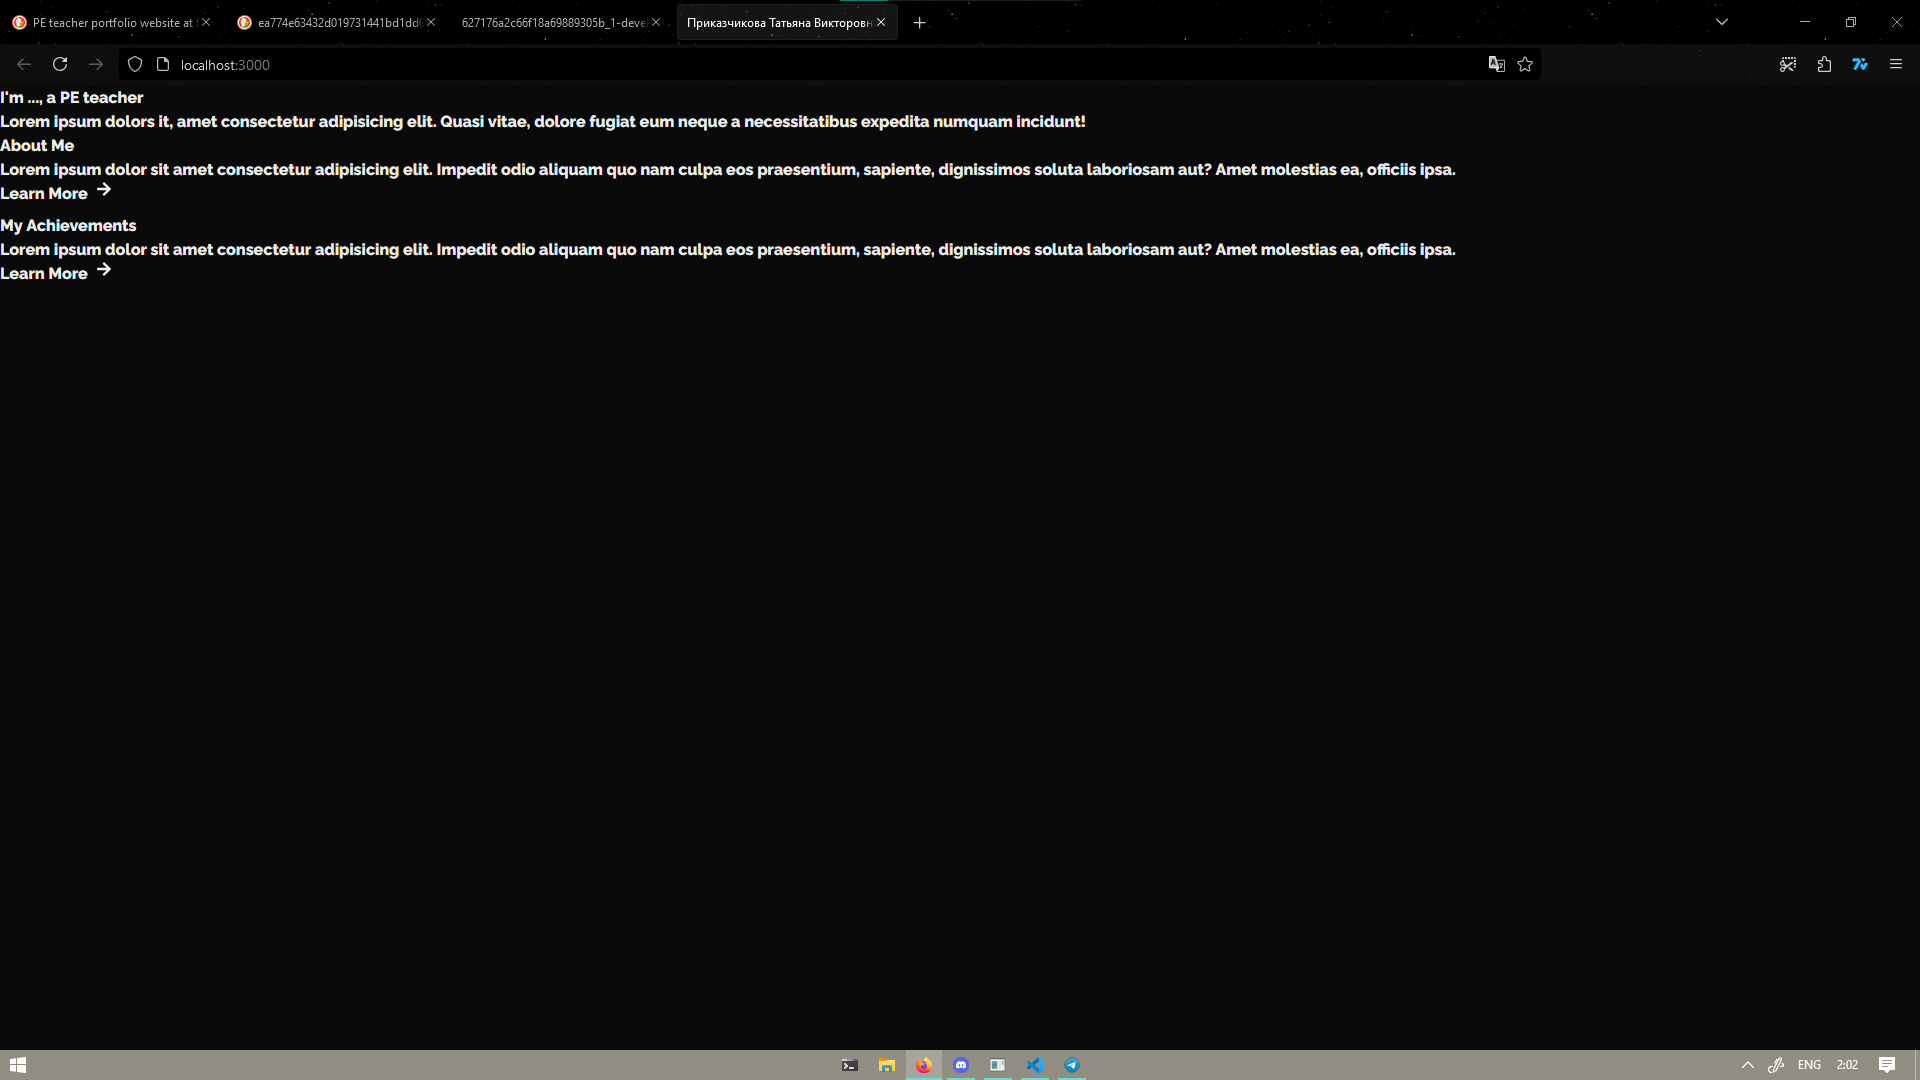 PE teacher portfolio website at
ea774e63432d019731441bd1dd
627176a2c66f18a69889305b_1-deve
Приказчикова Татьяна Викторовн
localhost:3000
I'm ..., a PE teacher
Lorem ipsum dolors it, amet consectetur adipisicing elit. Quasi vitae, dolore fugiat eum neque a necessitatibus expedita numquam incidunt!
About Me
Lorem ipsum dolor sit amet consectetur adipisicing elit. Impedit odio aliquam quo nam culpa eos praesentium, sapiente, dignissimos soluta laboriosam aut? Amet molestias ea, officiis ipsa.
Learn More →
My Achievements
Lorem ipsum dolor sit amet consectetur adipisicing elit. Impedit odio aliquam quo nam culpa eos praesentium, sapiente, dignissimos soluta laboriosam aut? Amet molestias ea, officiis ipsa.
Learn More →
ENG
2:02